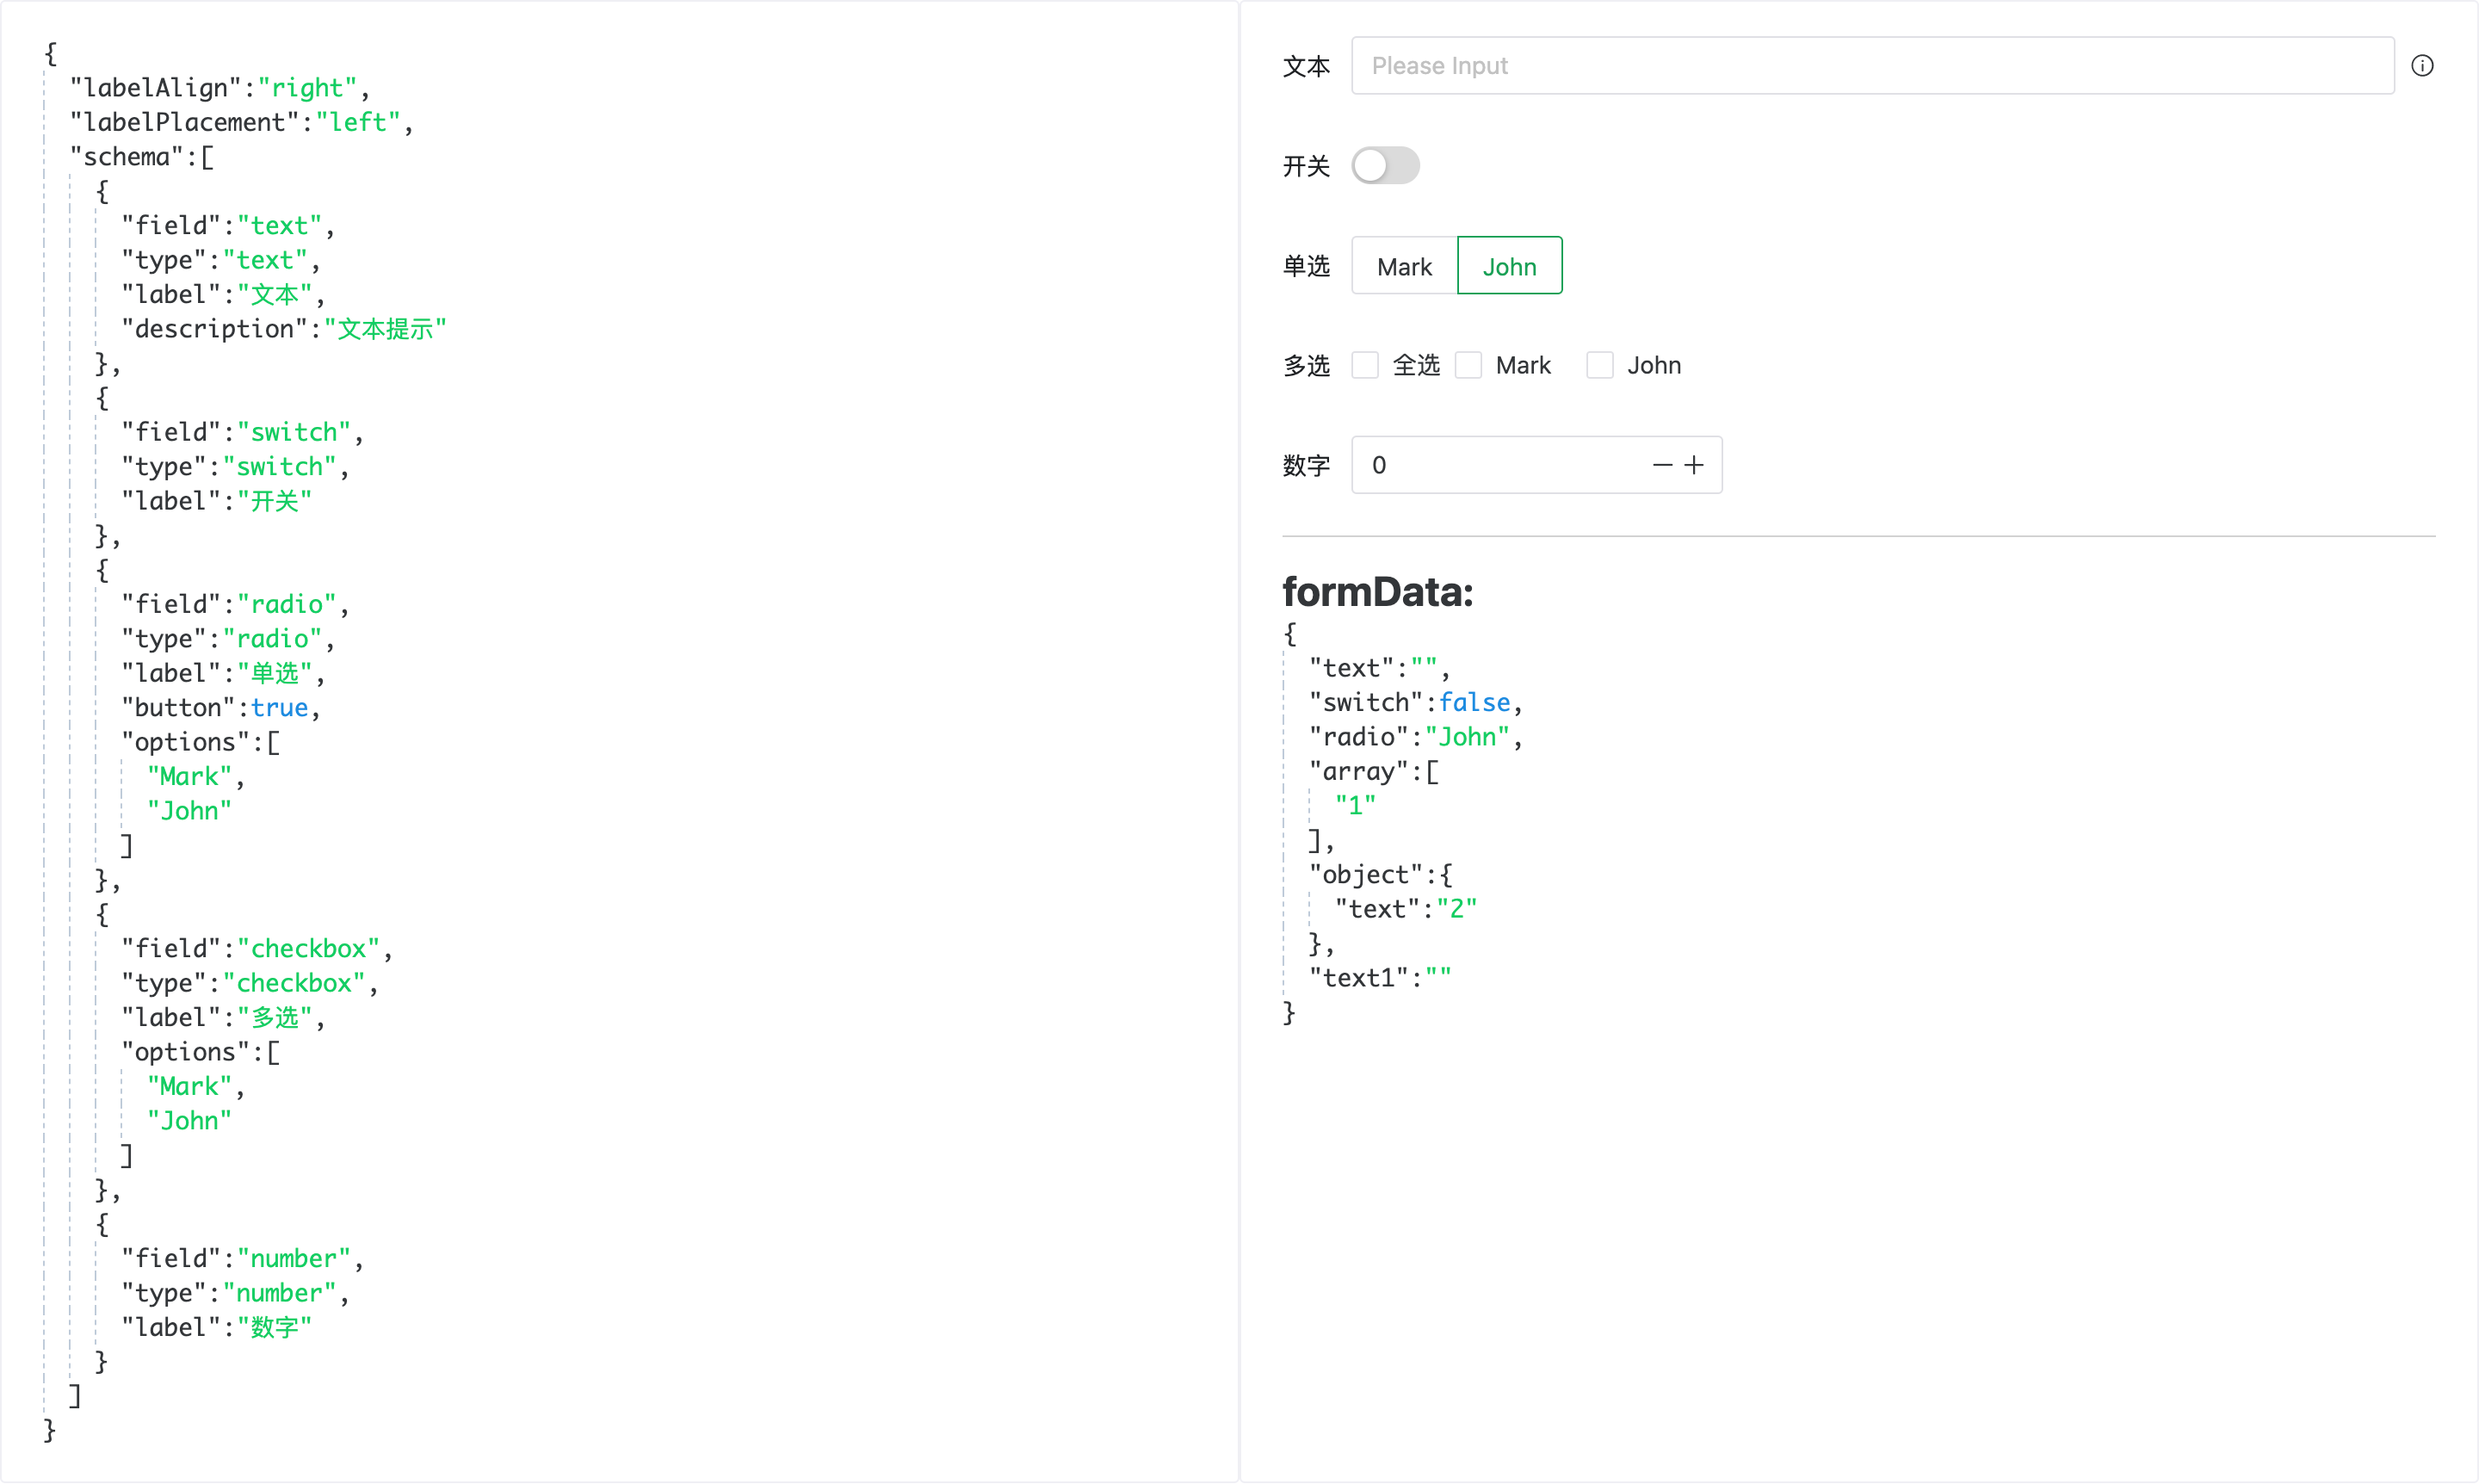 {
"labelAlign":"right",
"labelPlacement":"left",
"schema":[
{
"field":"text",
"type":"text",
"label":"文本",
"description":"文本提示"
},
{
"field":"switch",
"type":"switch",
"label":"开关"
},
{
"field":"radio",
"type":"radio",
"label":"单选",
"button":true,
"options":[
"Mark",
"John"
]
},
{
"field":"checkbox",
"type":"checkbox",
"label":"多选",
"options":[
"Mark",
"John"
]
},
{
"field":"number",
"type":"number",
"label":"数字"
}
]
}
文本 Please Input
开关
单选 Mark John
多选 全选 Mark John
数字 0
formData:
{
"text":"",
"switch":false,
"radio":"John",
"array":[
"1"
],
"object":{
"text":"2"
},
"text1":""
}